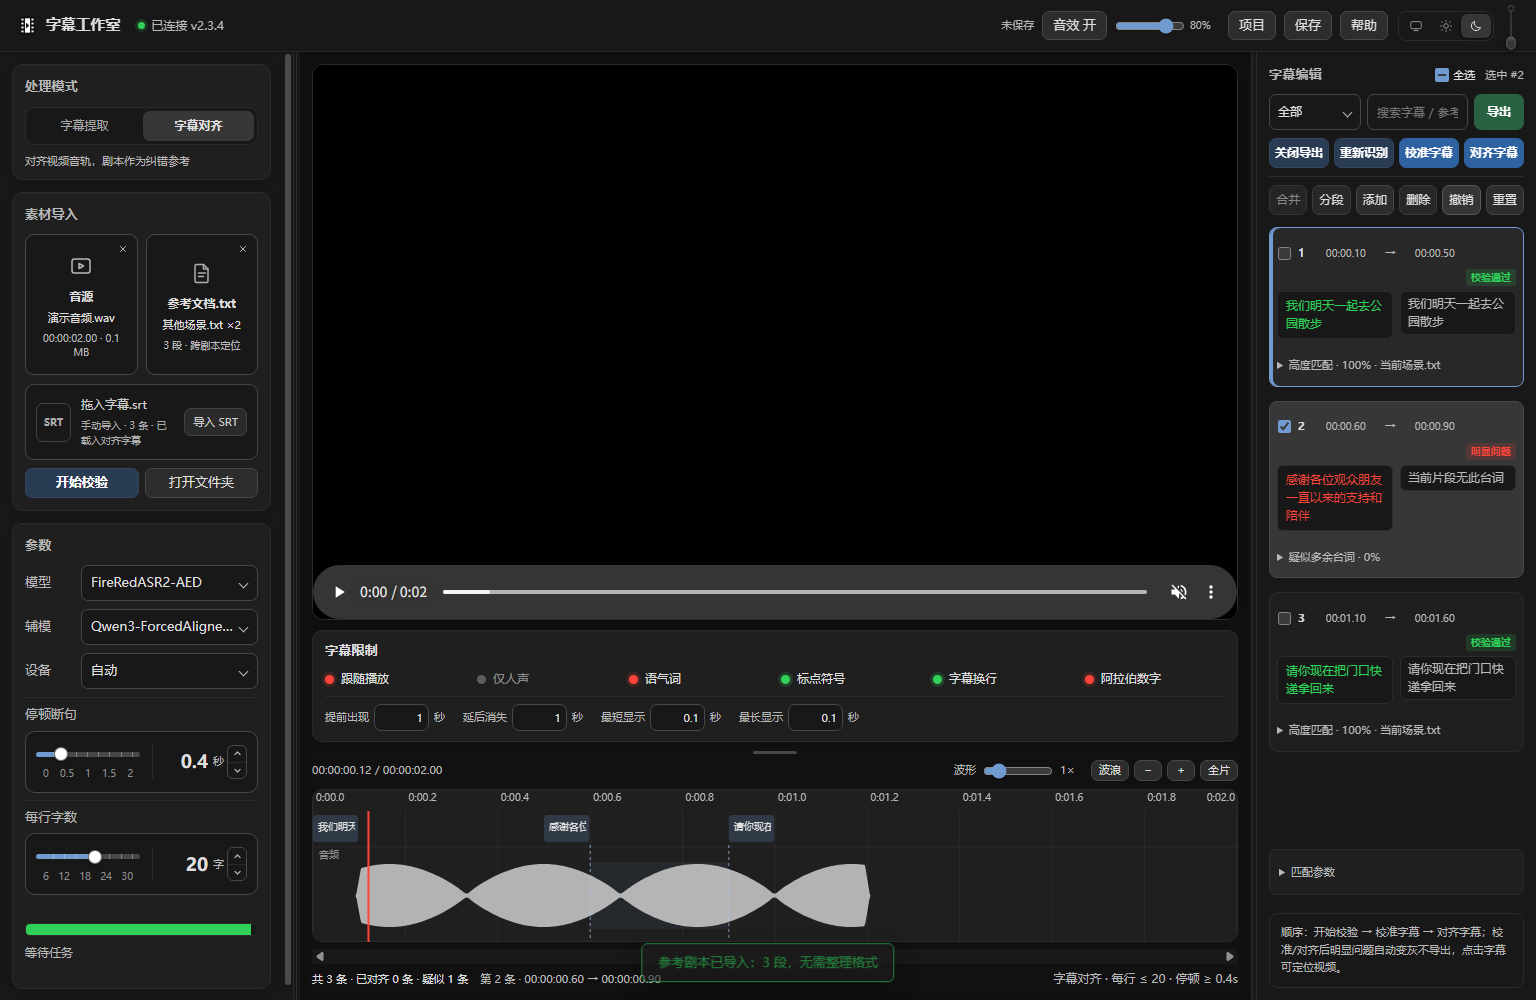 字幕工作室
已连接 v2.3.4
未保存
音效 开
80%
项目
保存
帮助
处理模式
字幕提取
字幕对齐
对齐视频音轨，剧本作为纠错参考
素材导入
×
音源
演示音频.wav
00:00:02.00 · 0.1
MB
×
参考文档.txt
其他场景.txt ×2
3 段 · 跨剧本定位
SRT
拖入字幕.srt
手动导入 · 3 条 · 已
载入对齐字幕
导入 SRT
开始校验
打开文件夹
参数
模型
FireRedASR2-AED
辅模
Qwen3-ForcedAligne...
设备
自动
停顿断句
0 0.5 1 1.5 2
0.4 秒
每行字数
6 12 18 24 30
20 字
等待任务
0:00 / 0:02
字幕限制
跟随播放
仅人声
语气词
标点符号
字幕换行
阿拉伯数字
提前出现 1 秒
延后消失 1 秒
最短显示 0.1 秒
最长显示 0.1 秒
00:00:00.12 / 00:00:02.00
波形
1×
波浪
−
+
全片
0:00.0 0:00.2 0:00.4 0:00.6 0:00.8 0:01.0 0:01.2 0:01.4 0:01.6 0:01.8 0:02.0
我们明天
感谢各位
请你现在
音频
参考剧本已导入：3 段，无需整理格式
共 3 条 · 已对齐 0 条 · 疑似 1 条
第 2 条 · 00:00:00.60 → 00:00:00.90
字幕对齐 · 每行 ≤ 20 · 停顿 ≥ 0.4s
字幕编辑
全选
选中 #2
全部
搜索字幕 / 参考
导出
关闭导出
重新识别
校准字幕
对齐字幕
合并
分段
添加
删除
撤销
重置
1 00:00.10 → 00:00.50
校验通过
我们明天一起去公
园散步
我们明天一起去公
园散步
高度匹配 · 100% · 当前场景.txt
2 00:00.60 → 00:00.90
明显问题
感谢各位观众朋友
一直以来的支持和
陪伴
当前片段无此台词
疑似多余台词 · 0%
3 00:01.10 → 00:01.60
校验通过
请你现在把门口快
递拿回来
请你现在把门口快
递拿回来
高度匹配 · 100% · 当前场景.txt
匹配参数
顺序：开始校验 → 校准字幕 → 对齐字幕；校
准/对齐后明显问题自动变灰不导出，点击字幕
可定位视频。